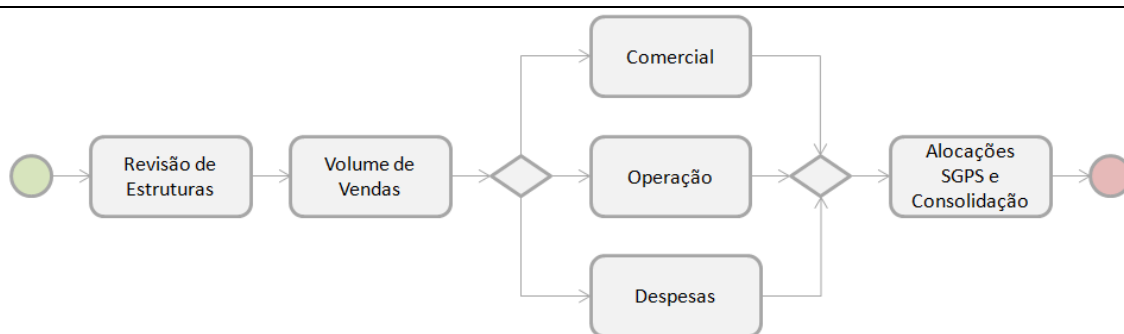 Revisão de
Estruturas
Volume de
Vendas
Comercial
Operação
Despesas
Alocações
SGPS e
Consolidação